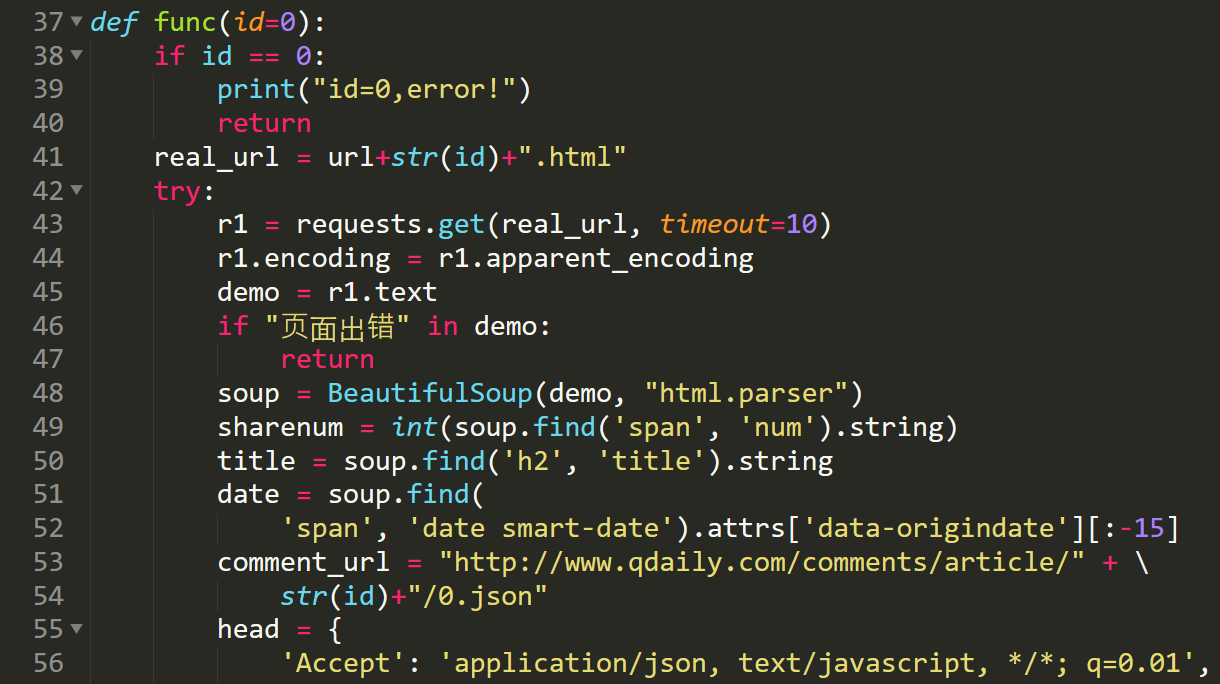 37 def func(id=0):
38     if id == 0:
39         print("id=0,error!")
40         return
41     real_url = url+str(id)+".html"
42     try:
43         r1 = requests.get(real_url, timeout=10)
44         r1.encoding = r1.apparent_encoding
45         demo = r1.text
46         if "页面出错" in demo:
47             return
48         soup = BeautifulSoup(demo, "html.parser")
49         sharenum = int(soup.find('span', 'num').string)
50         title = soup.find('h2', 'title').string
51         date = soup.find(
52             'span', 'date smart-date').attrs['data-origindate'][:-15]
53         comment_url = "http://www.qdaily.com/comments/article/" + \
54             str(id)+"/0.json"
55         head = {
56             'Accept': 'application/json, text/javascript, */*; q=0.01',